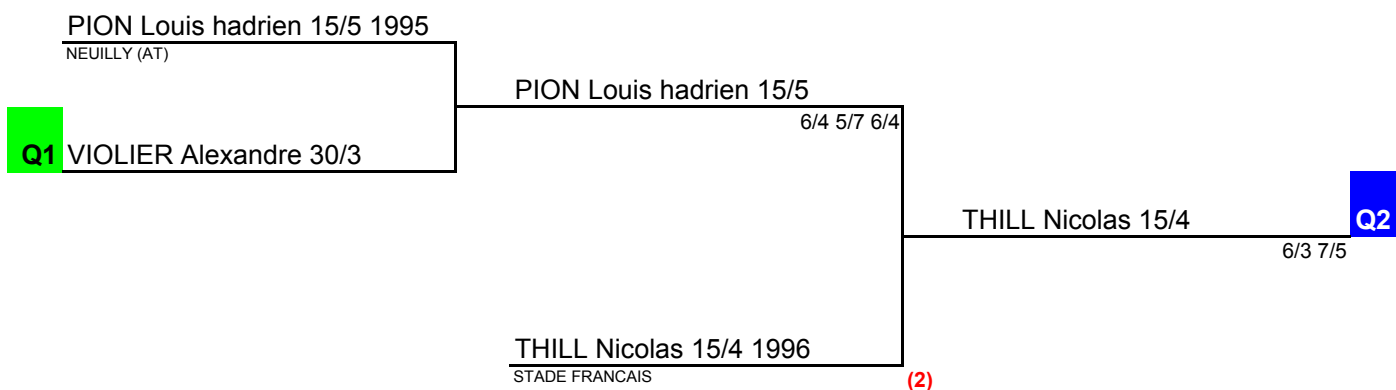 PION Louis hadrien 15/5 1995
NEUILLY (AT)
PION Louis hadrien 15/5
6/4 5/7 6/4
Q1 VIOLIER Alexandre 30/3
THILL Nicolas 15/4
Q2
6/3 7/5
THILL Nicolas 15/4 1996
STADE FRANCAIS
(2)